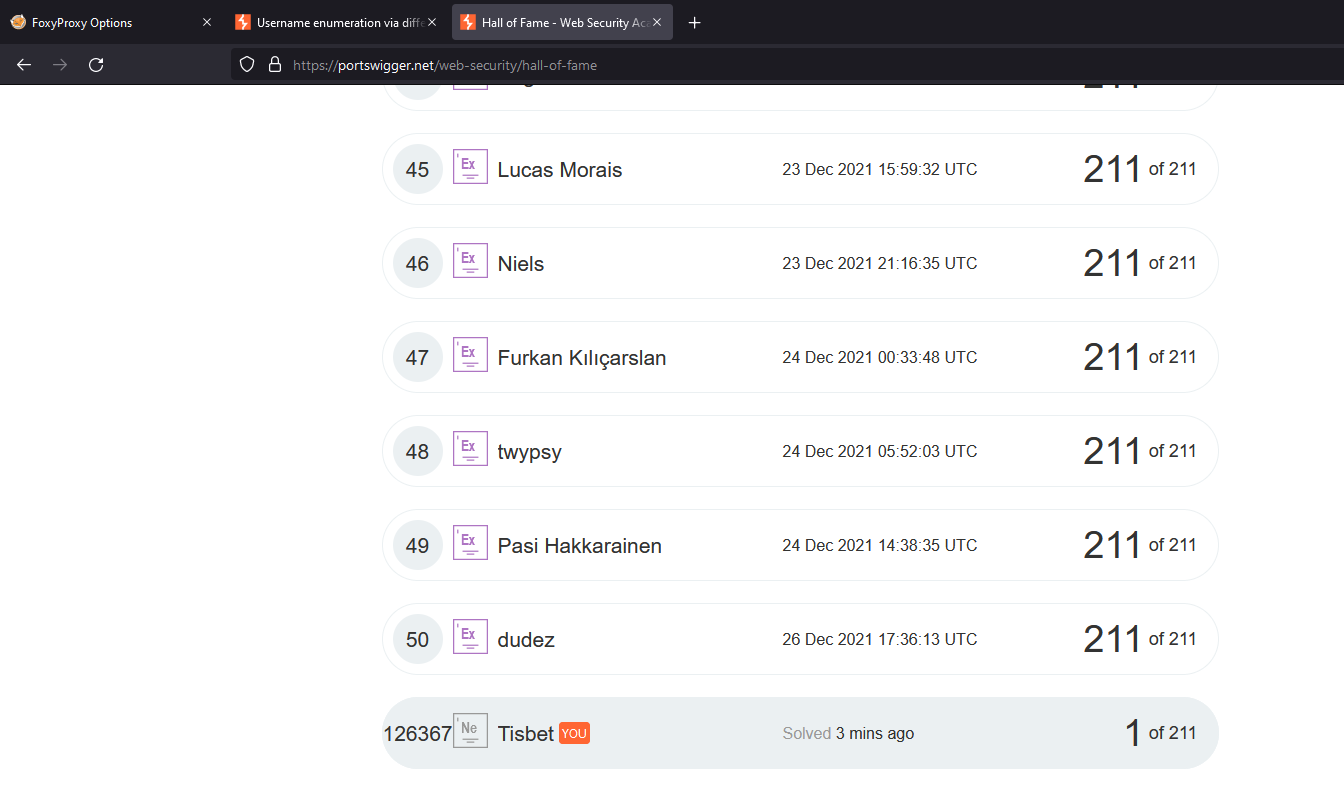 FoxyProxy Options
Username enumeration via diffe
Hall of Fame - Web Security Aca
https://portswigger.net/web-security/hall-of-fame
45 Ex Lucas Morais 23 Dec 2021 15:59:32 UTC 211 of 211
46 Ex Niels 23 Dec 2021 21:16:35 UTC 211 of 211
47 Ex Furkan Kılıçarslan 24 Dec 2021 00:33:48 UTC 211 of 211
48 Ex twypsy 24 Dec 2021 05:52:03 UTC 211 of 211
49 Ex Pasi Hakkarainen 24 Dec 2021 14:38:35 UTC 211 of 211
50 Ex dudez 26 Dec 2021 17:36:13 UTC 211 of 211
126367 Ne Tisbet YOU Solved 3 mins ago 1 of 211